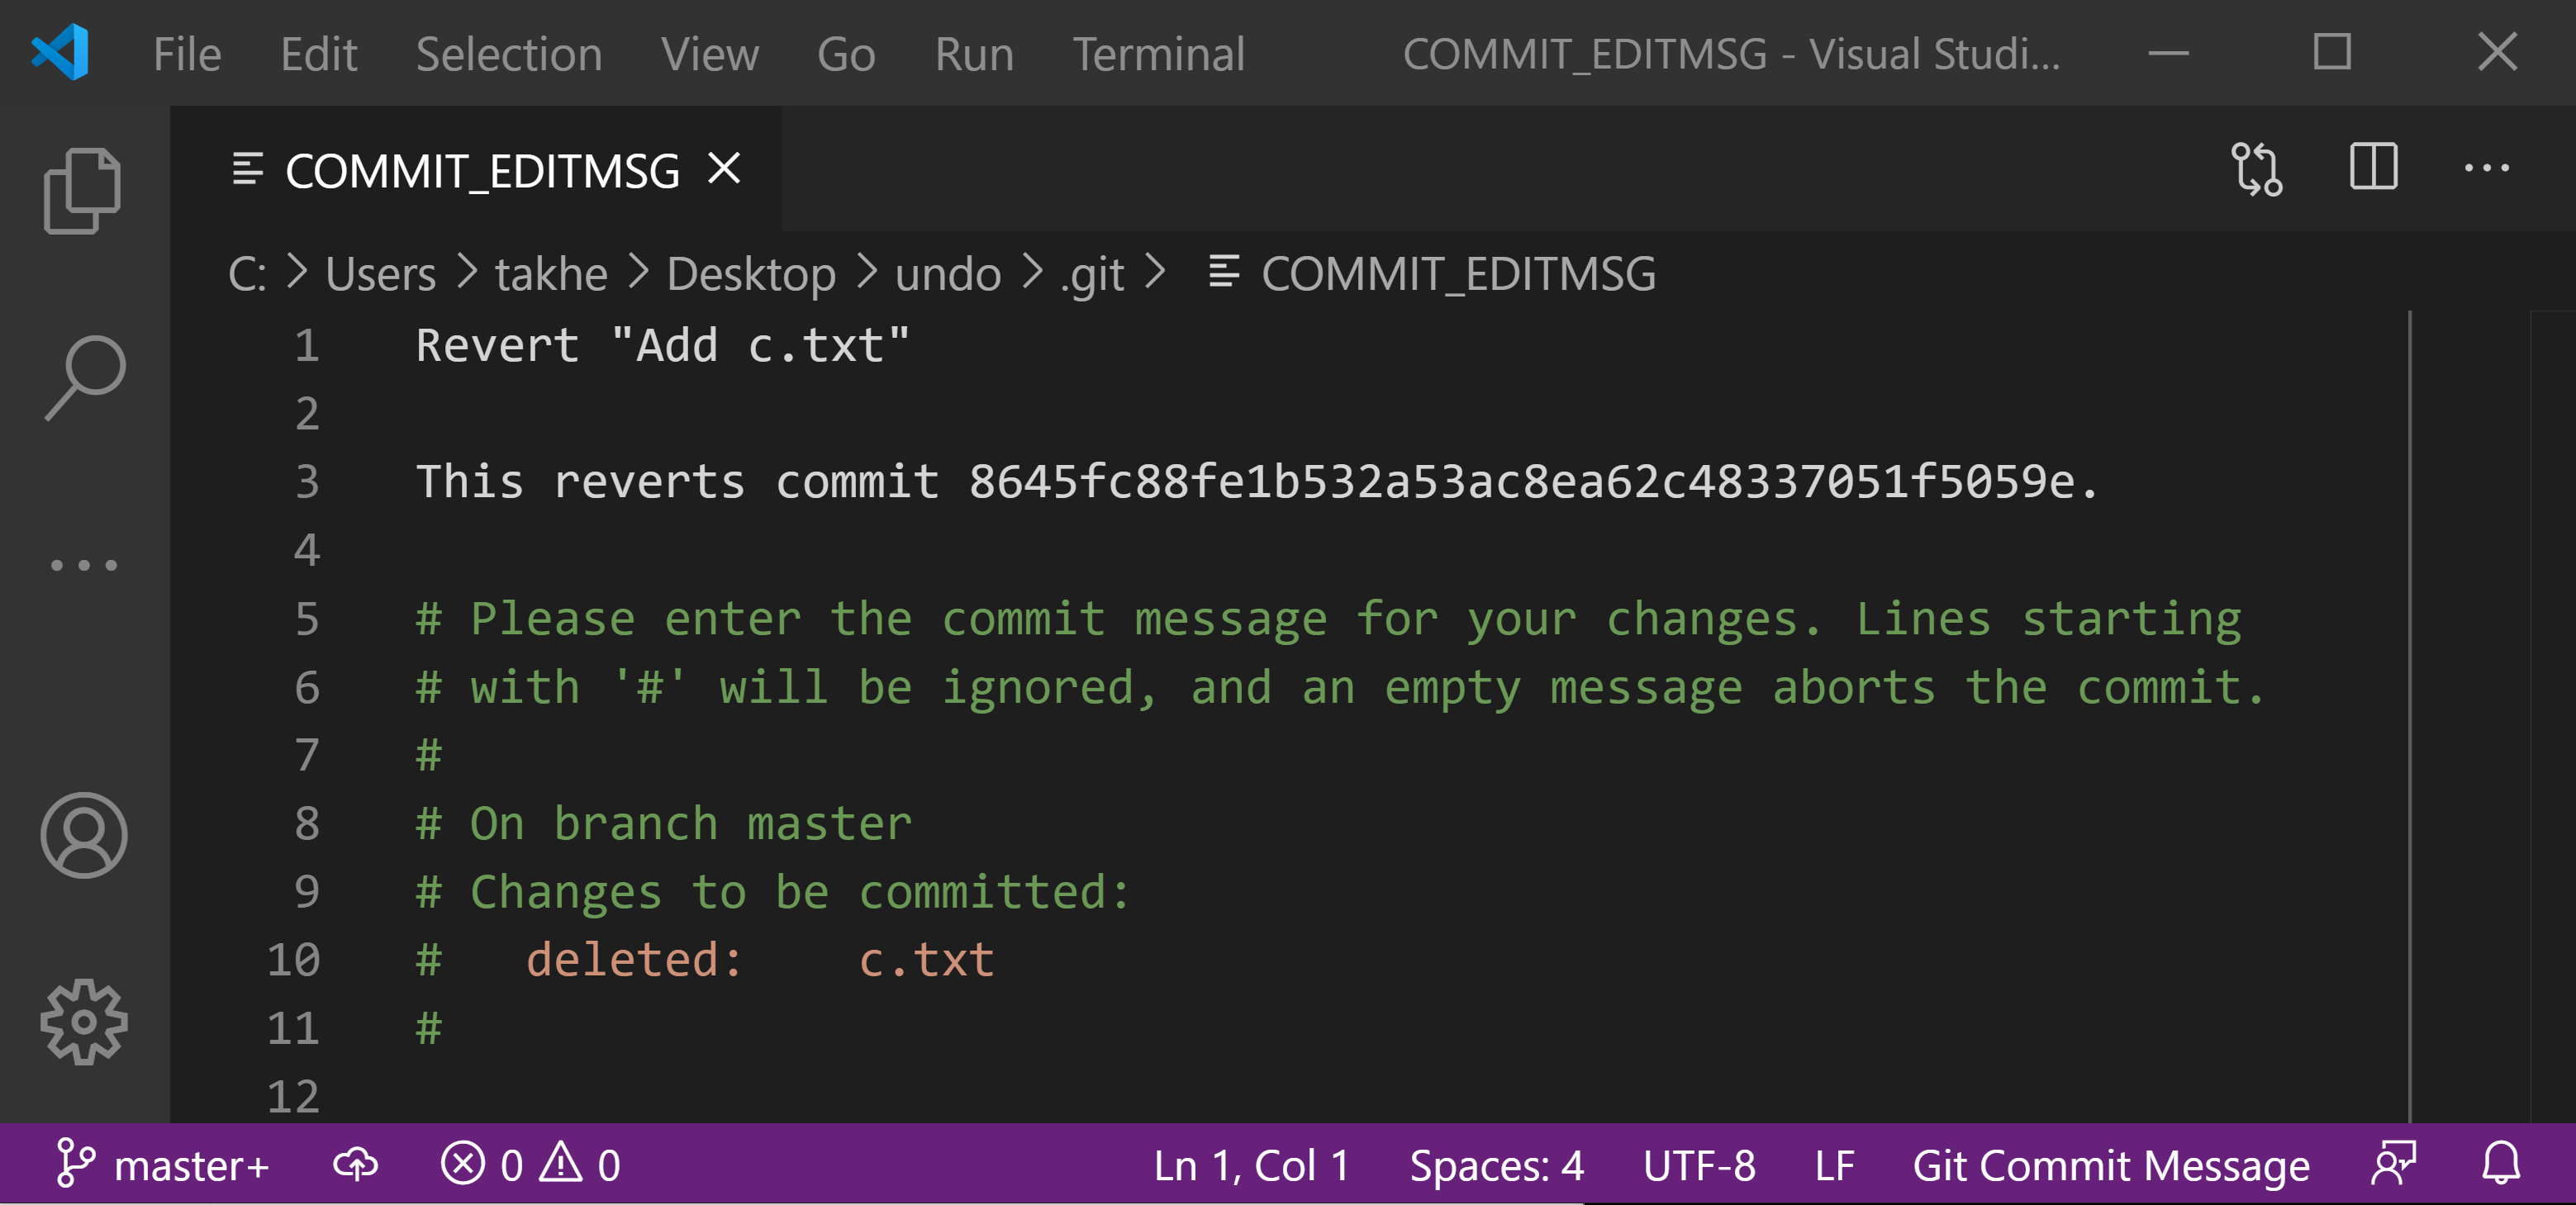 File Edit Selection View Go Run Terminal COMMIT_EDITMSG - Visual Studi...
COMMIT_EDITMSG
C: > Users > takhe > Desktop > undo > .git > COMMIT_EDITMSG
1 Revert "Add c.txt"
2
3 This reverts commit 8645fc88fe1b532a53ac8ea62c48337051f5059e.
4
5 # Please enter the commit message for your changes. Lines starting
6 # with '#' will be ignored, and an empty message aborts the commit.
7 #
8 # On branch master
9 # Changes to be committed:
10 #   deleted:    c.txt
11 #
12
master+ 0 0 Ln 1, Col 1 Spaces: 4 UTF-8 LF Git Commit Message